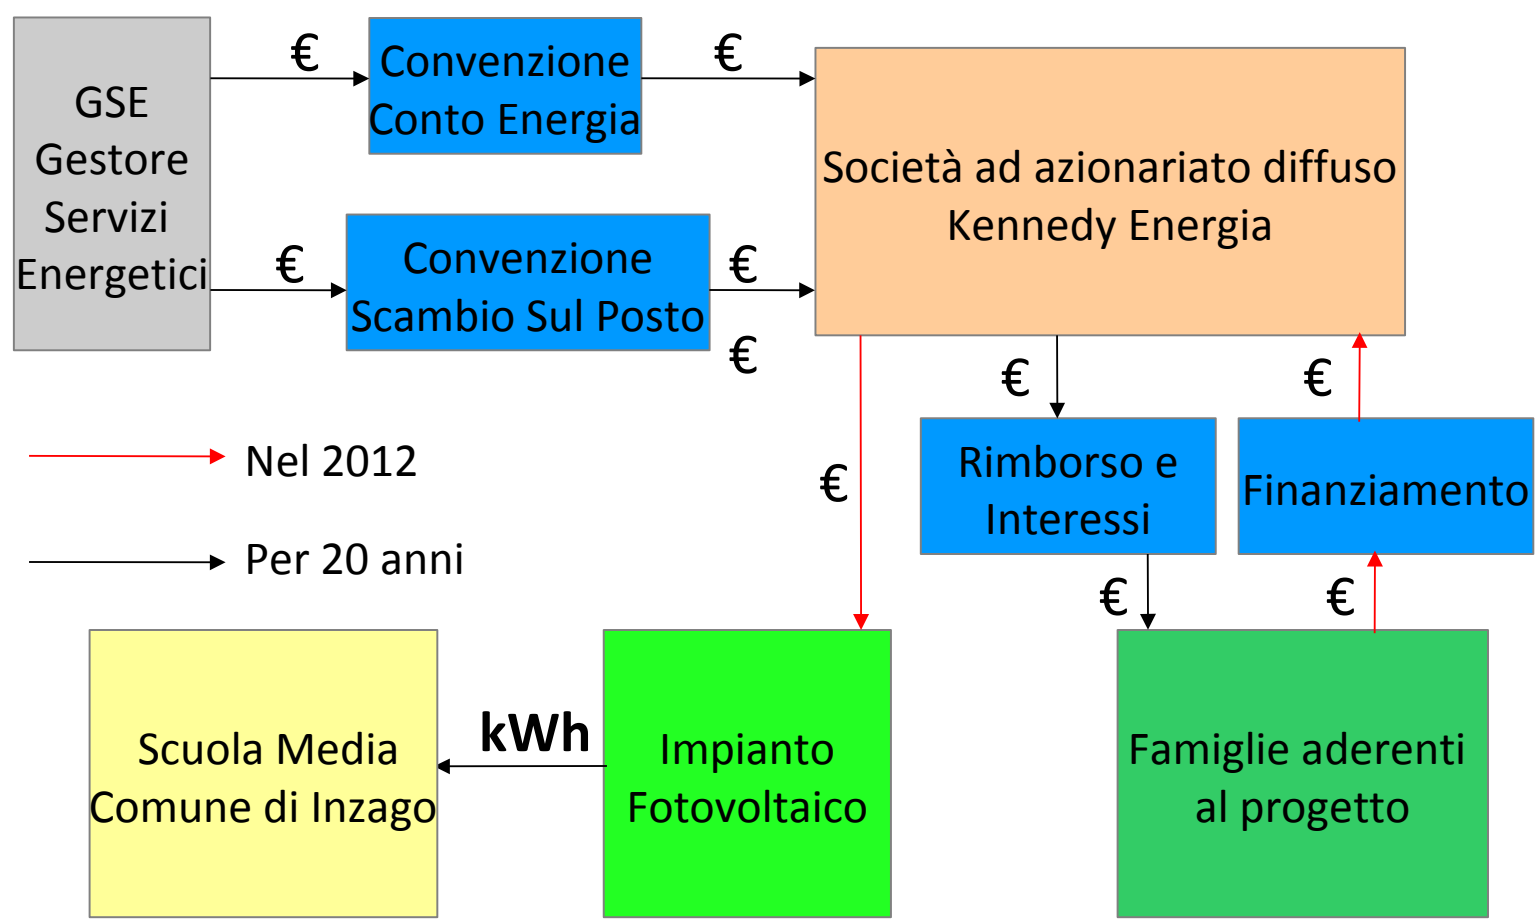 GSE
Gestore
Servizi
Energetici
€
Convenzione
Conto Energia
€
€
Convenzione
Scambio Sul Posto
€
€
Società ad azionariato diffuso
Kennedy Energia
Nel 2012
Per 20 anni
€
€
Rimborso e
Interessi
€
€
Finanziamento
€
Scuola Media
Comune di Inzago
kWh
Impianto
Fotovoltaico
Famiglie aderenti
al progetto